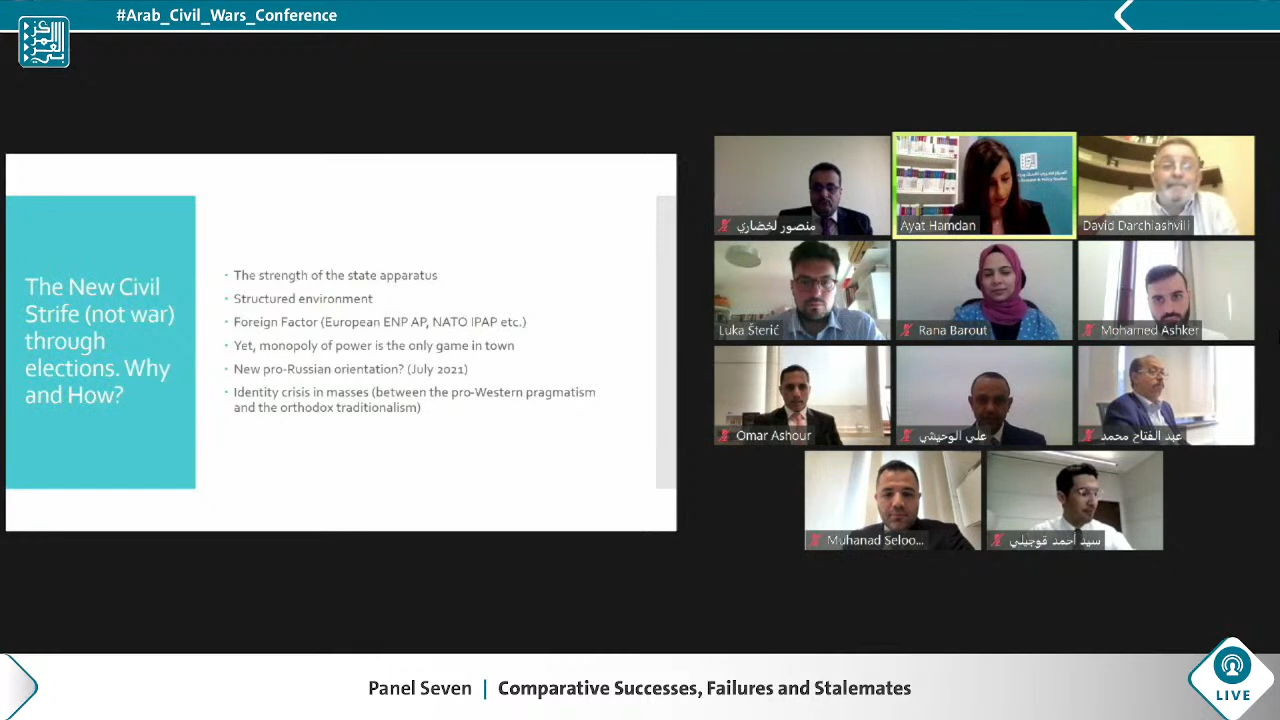 #Arab_Civil_Wars_Conference
The New Civil
Strife (not war)
through
elections. Why
and How?
• The strength of the state apparatus
• Structured environment
• Foreign Factor (European ENP AP, NATO IPAP etc.)
• Yet, monopoly of power is the only game in town
• New pro-Russian orientation? (July 2021)
• Identity crisis in masses (between the pro-Western pragmatism
and the orthodox traditionalism)
منصور لخضاري
Ayat Hamdan
David Darchiashvili
Luka Šterić
Rana Barout
Mohamed Ashker
Omar Ashour
علي الوحيشي
عبد الفتاح محمد
Muhanad Seloo...
سيد أحمد قوجيلي
Panel Seven | Comparative Successes, Failures and Stalemates
LIVE